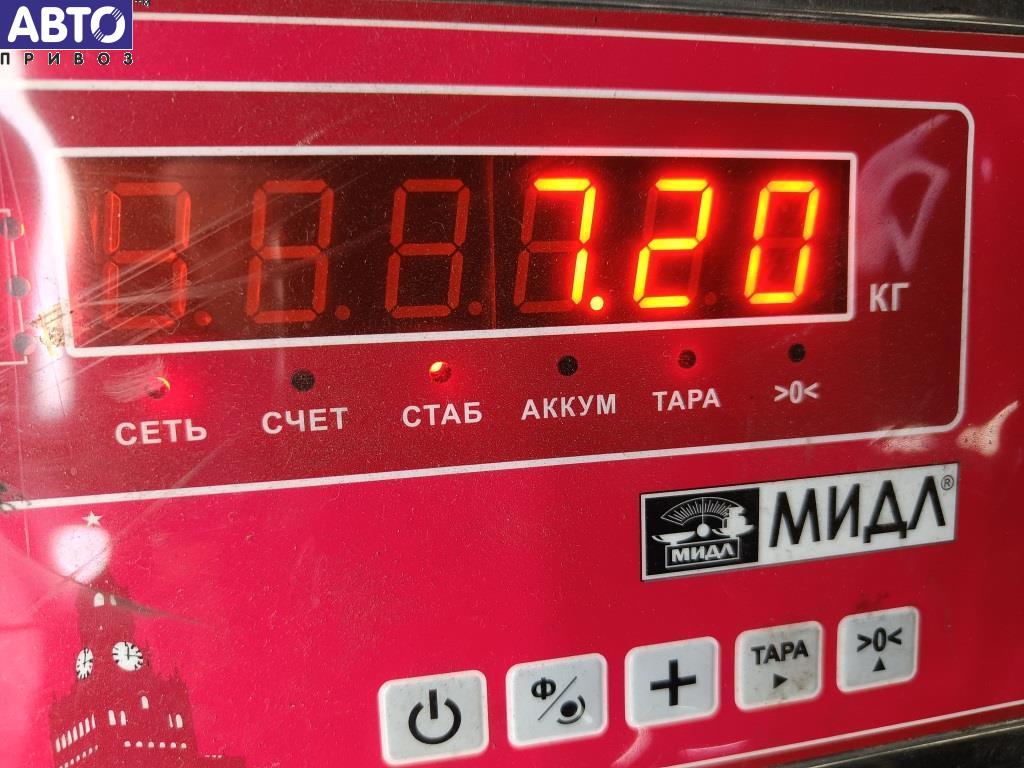 АВТО
ПРИВОЗ
7.20
КГ
СЕТЬ СЧЕТ СТАБ АККУМ ТАРА >0<
МИДЛ МИДЛ®
Ф ТАРА >0<